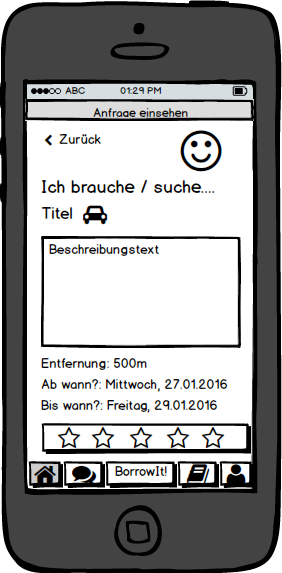 ABC 01:29 PM
Anfrage einsehen
Zurück
Ich brauche / suche....
Titel
Beschreibungstext
Entfernung: 500m
Ab wann?: Mittwoch, 27.01.2016
Bis wann?: Freitag, 29.01.2016
BorrowIt!